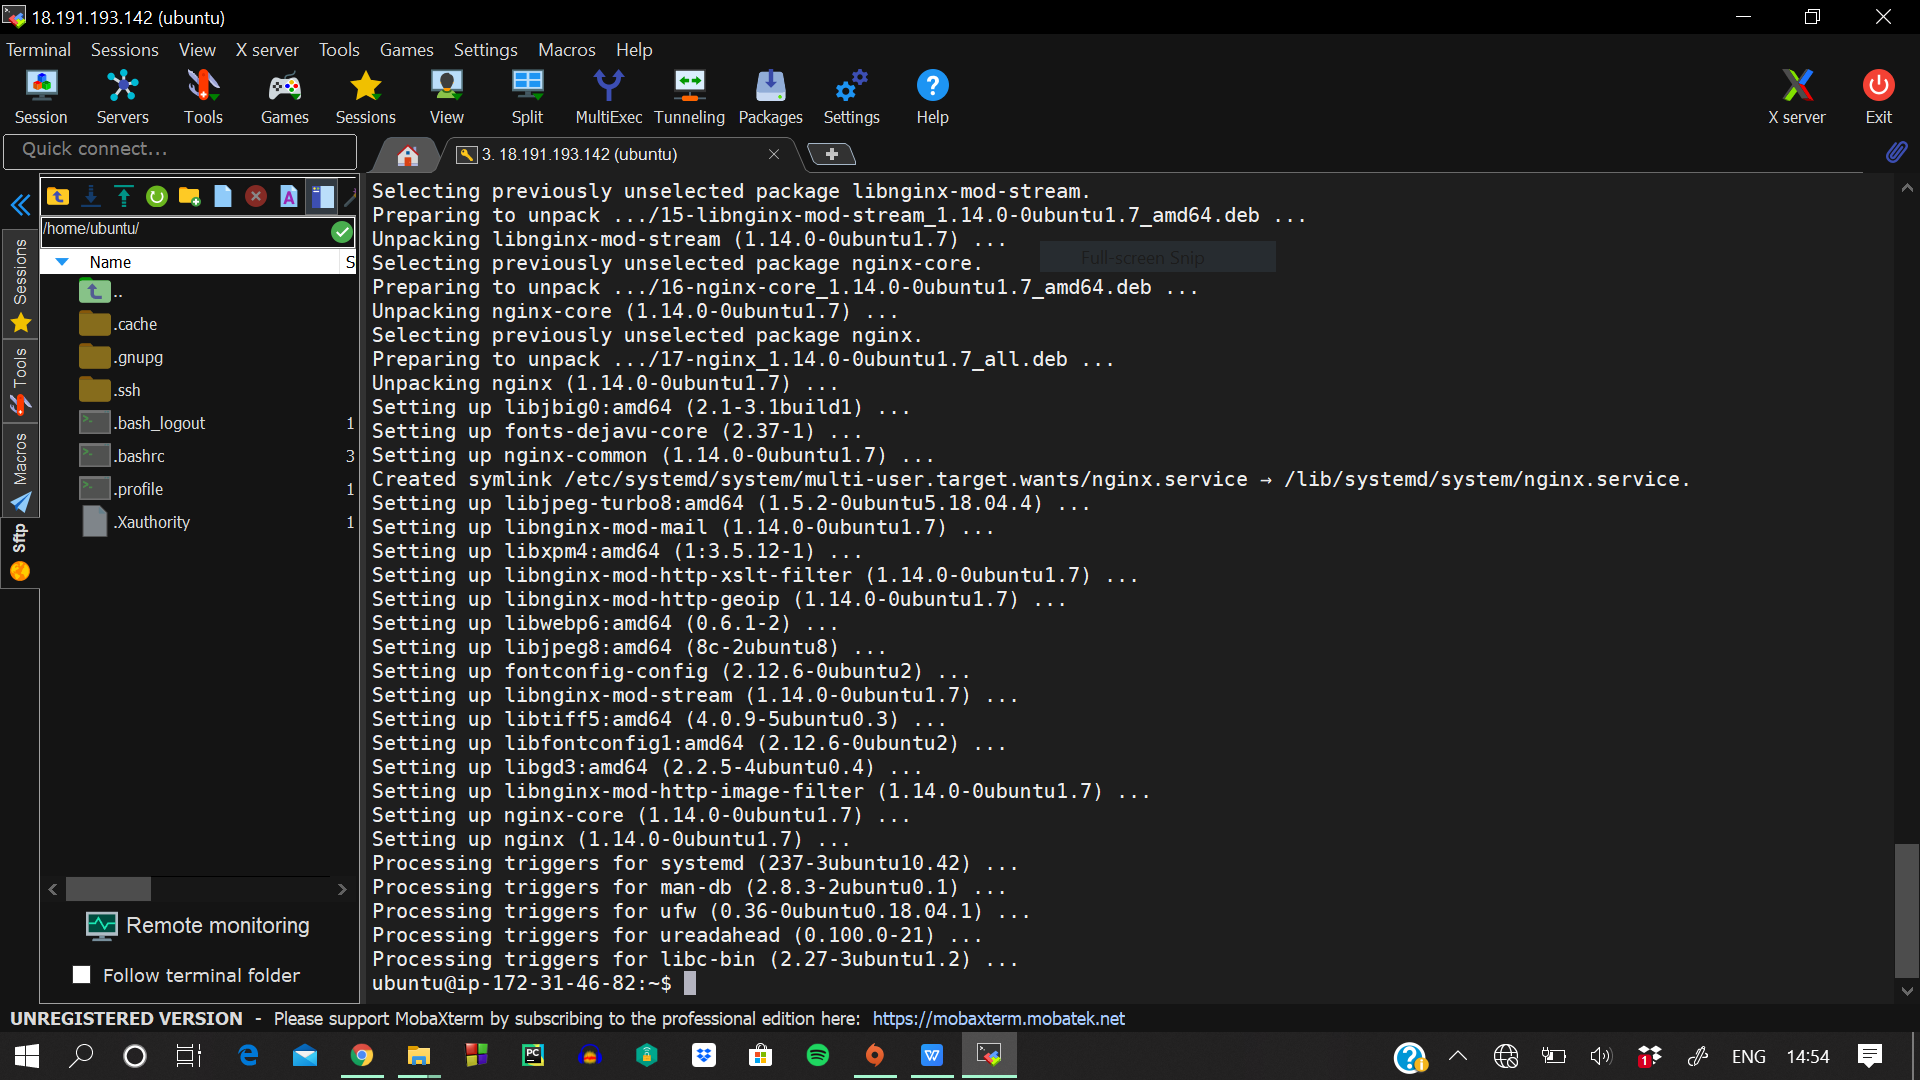 18.191.193.142 (ubuntu)
Terminal Sessions View X server Tools Games Settings Macros Help
Session Servers Tools Games Sessions View Split MultiExec Tunneling Packages Settings Help X server Exit
Quick connect...
3. 18.191.193.142 (ubuntu)
/home/ubuntu/
Name S
..
.cache
.gnupg
.ssh
.bash_logout 1
.bashrc 3
.profile 1
.Xauthority 1
Sessions
Tools
Macros
Sftp
Remote monitoring
Follow terminal folder
Selecting previously unselected package libnginx-mod-stream.
Preparing to unpack .../15-libnginx-mod-stream_1.14.0-0ubuntu1.7_amd64.deb ...
Unpacking libnginx-mod-stream (1.14.0-0ubuntu1.7) ...
Full-screen Snip
Selecting previously unselected package nginx-core.
Preparing to unpack .../16-nginx-core_1.14.0-0ubuntu1.7_amd64.deb ...
Unpacking nginx-core (1.14.0-0ubuntu1.7) ...
Selecting previously unselected package nginx.
Preparing to unpack .../17-nginx_1.14.0-0ubuntu1.7_all.deb ...
Unpacking nginx (1.14.0-0ubuntu1.7) ...
Setting up libjbig0:amd64 (2.1-3.1build1) ...
Setting up fonts-dejavu-core (2.37-1) ...
Setting up nginx-common (1.14.0-0ubuntu1.7) ...
Created symlink /etc/systemd/system/multi-user.target.wants/nginx.service → /lib/systemd/system/nginx.service.
Setting up libjpeg-turbo8:amd64 (1.5.2-0ubuntu5.18.04.4) ...
Setting up libnginx-mod-mail (1.14.0-0ubuntu1.7) ...
Setting up libxpm4:amd64 (1:3.5.12-1) ...
Setting up libnginx-mod-http-xslt-filter (1.14.0-0ubuntu1.7) ...
Setting up libnginx-mod-http-geoip (1.14.0-0ubuntu1.7) ...
Setting up libwebp6:amd64 (0.6.1-2) ...
Setting up libjpeg8:amd64 (8c-2ubuntu8) ...
Setting up fontconfig-config (2.12.6-0ubuntu2) ...
Setting up libnginx-mod-stream (1.14.0-0ubuntu1.7) ...
Setting up libtiff5:amd64 (4.0.9-5ubuntu0.3) ...
Setting up libfontconfig1:amd64 (2.12.6-0ubuntu2) ...
Setting up libgd3:amd64 (2.2.5-4ubuntu0.4) ...
Setting up libnginx-mod-http-image-filter (1.14.0-0ubuntu1.7) ...
Setting up nginx-core (1.14.0-0ubuntu1.7) ...
Setting up nginx (1.14.0-0ubuntu1.7) ...
Processing triggers for systemd (237-3ubuntu10.42) ...
Processing triggers for man-db (2.8.3-2ubuntu0.1) ...
Processing triggers for ufw (0.36-0ubuntu0.18.04.1) ...
Processing triggers for ureadahead (0.100.0-21) ...
Processing triggers for libc-bin (2.27-3ubuntu1.2) ...
ubuntu@ip-172-31-46-82:~$
UNREGISTERED VERSION - Please support MobaXterm by subscribing to the professional edition here: https://mobaxterm.mobatek.net
ENG 14:54